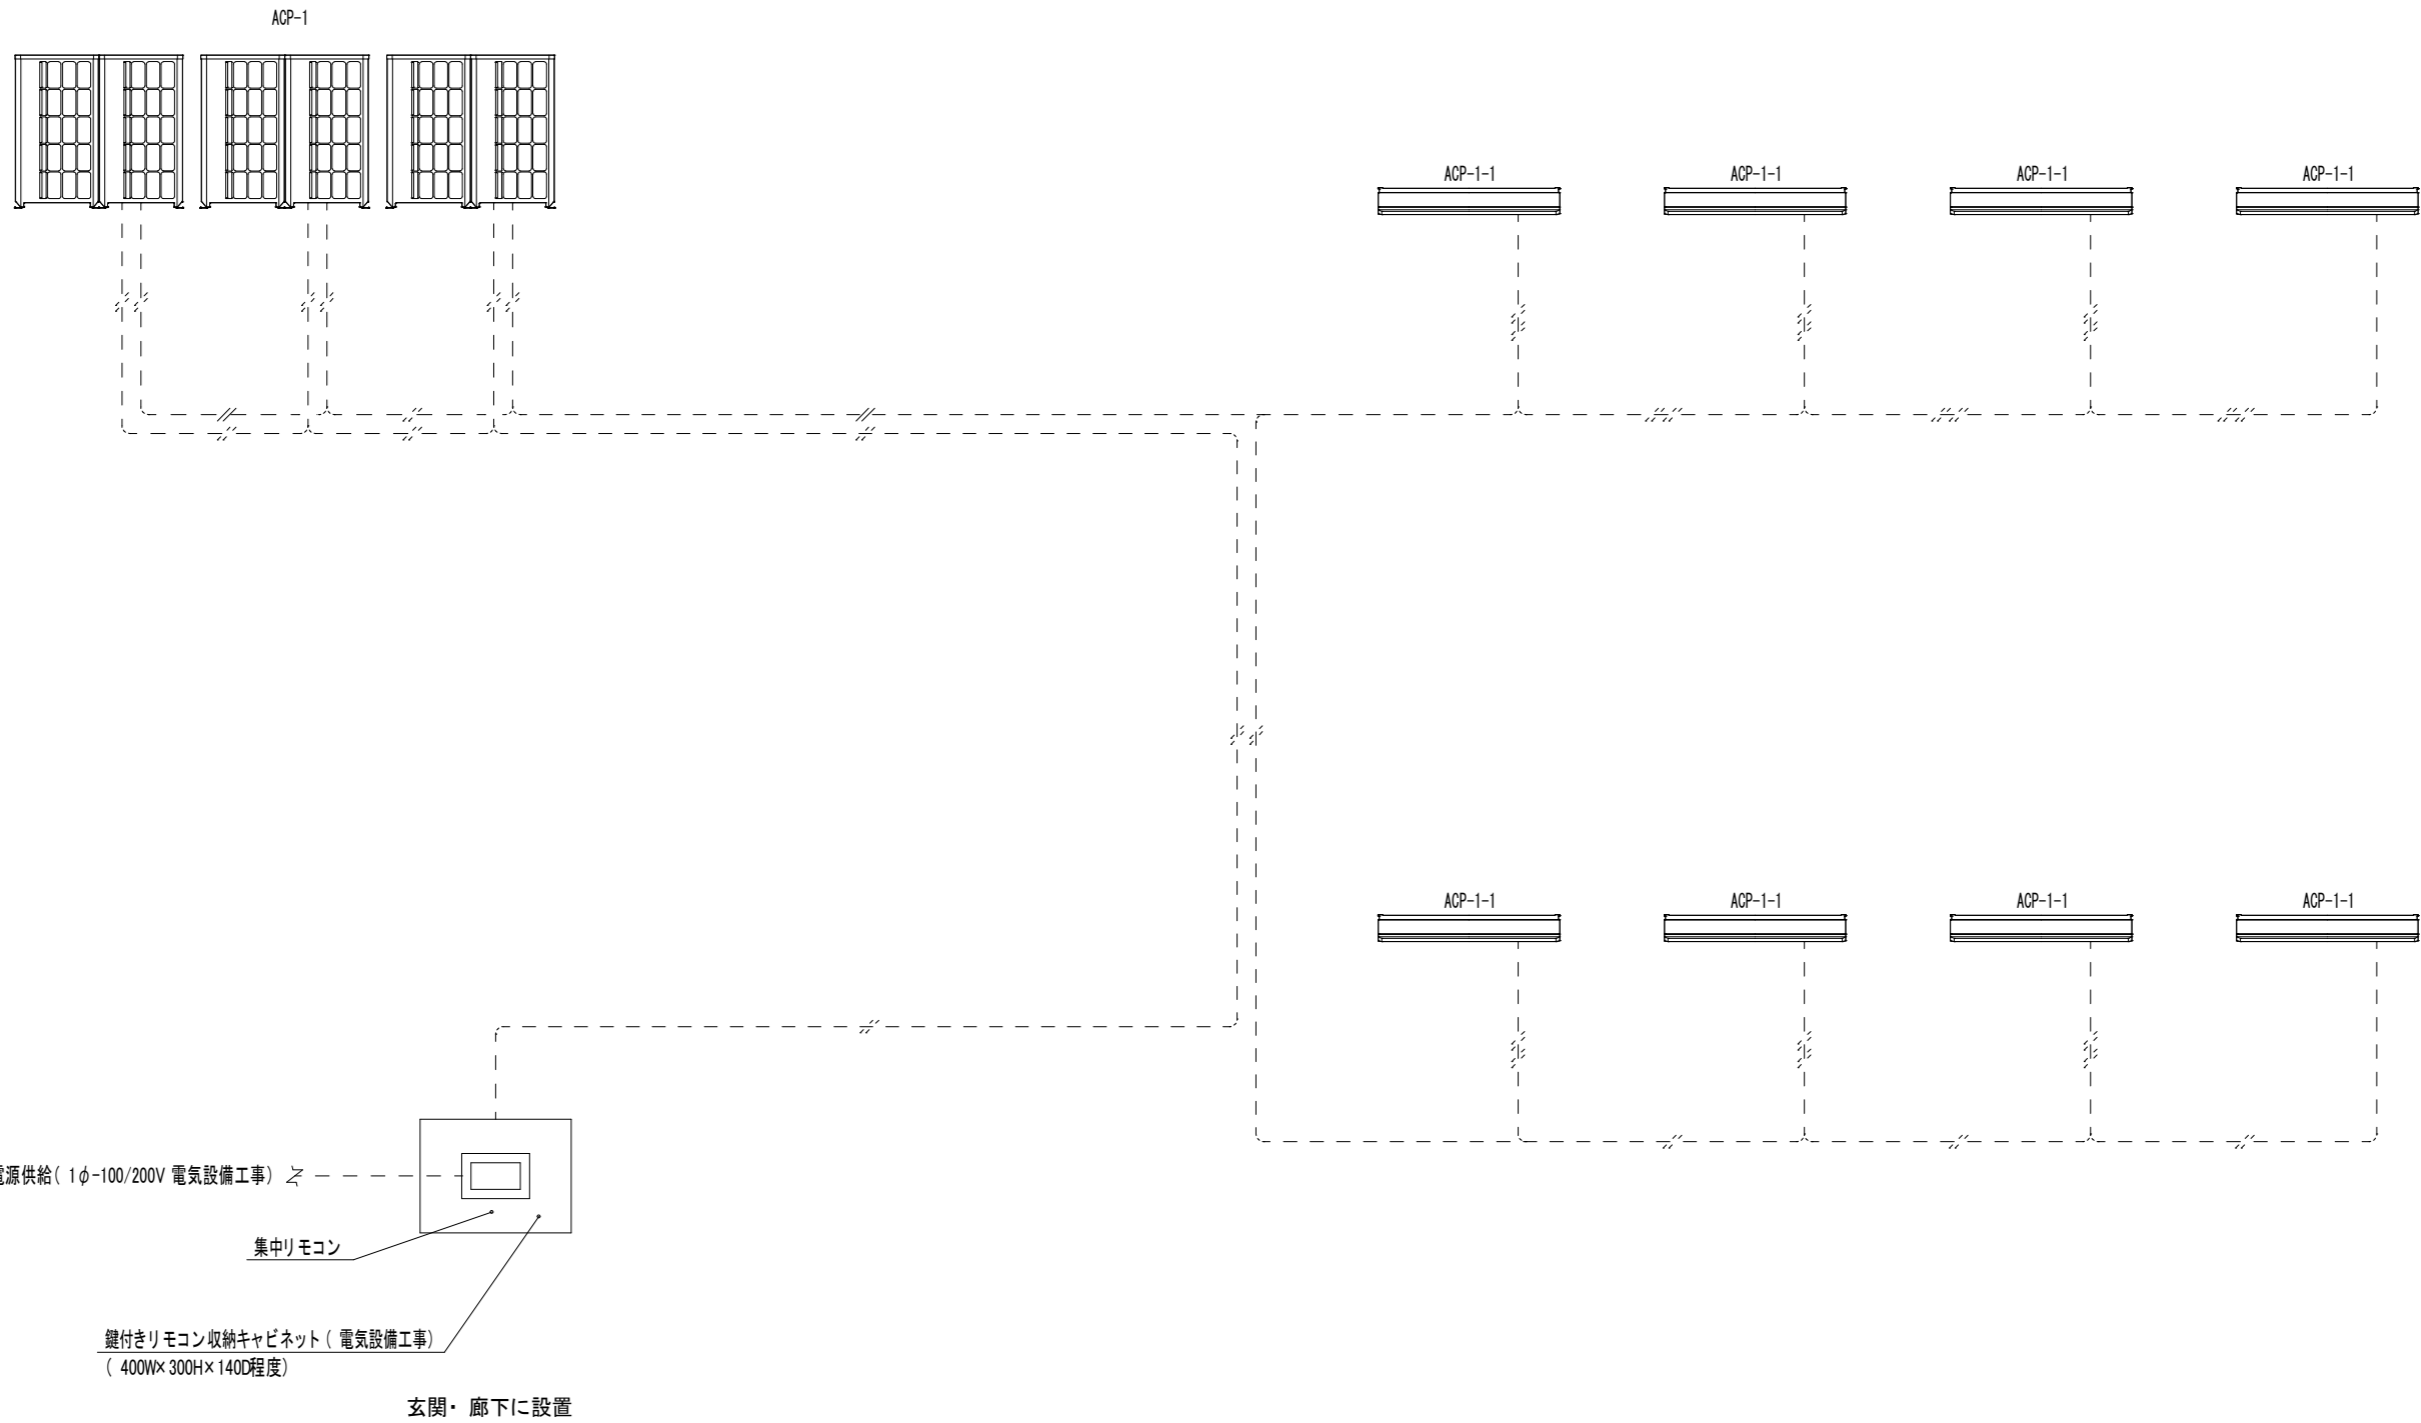 ACP-1
ACP-1-1
ACP-1-1
ACP-1-1
ACP-1-1
ACP-1-1
ACP-1-1
ACP-1-1
ACP-1-1
源供給( 1φ-100/200V 電気設備工事)
集中リモコン
鍵付きリモコン収納キャビネット( 電気設備工事)
( 400W×300H×140D程度)
玄関・廊下に設置